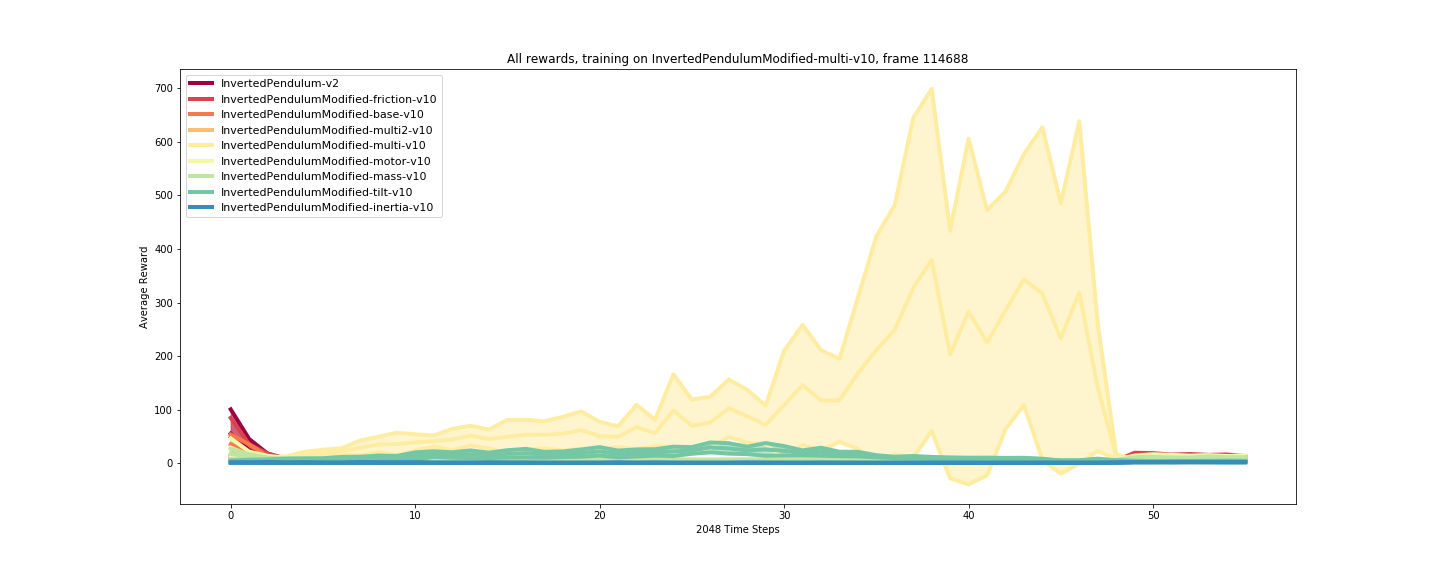 All rewards, training on InvertedPendulumModified-multi-v10, frame 114688
InvertedPendulum-v2
InvertedPendulumModified-friction-v10
InvertedPendulumModified-base-v10
InvertedPendulumModified-multi2-v10
InvertedPendulumModified-multi-v10
InvertedPendulumModified-motor-v10
InvertedPendulumModified-mass-v10
InvertedPendulumModified-tilt-v10
InvertedPendulumModified-inertia-v10
Average Reward
700
600
500
400
300
200
100
0
0 10 20 30 40 50
2048 Time Steps